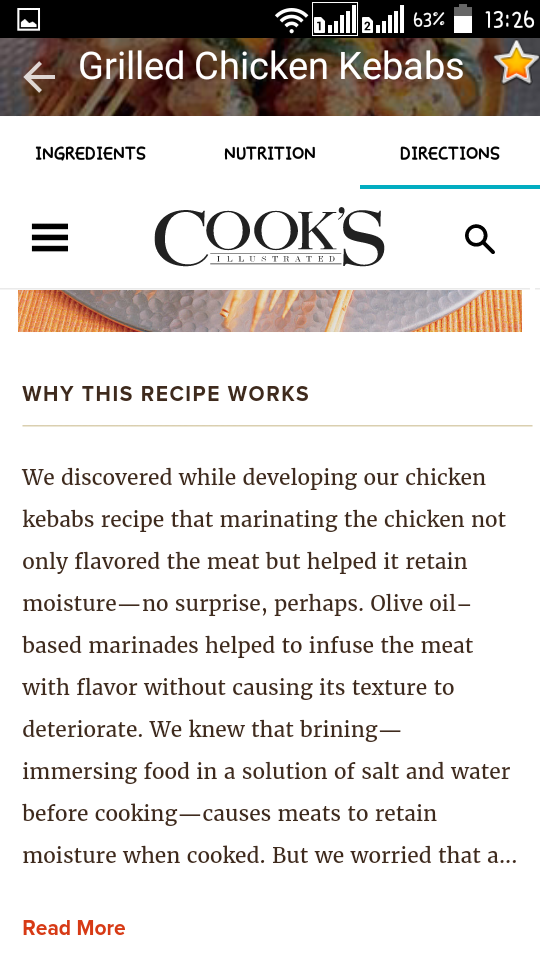 1 2 63% 13:26
Grilled Chicken Kebabs
INGREDIENTS NUTRITION DIRECTIONS
COOK'S
ILLUSTRATED
WHY THIS RECIPE WORKS
We discovered while developing our chicken
kebabs recipe that marinating the chicken not
only flavored the meat but helped it retain
moisture—no surprise, perhaps. Olive oil–
based marinades helped to infuse the meat
with flavor without causing its texture to
deteriorate. We knew that brining—
immersing food in a solution of salt and water
before cooking—causes meats to retain
moisture when cooked. But we worried that a...
Read More